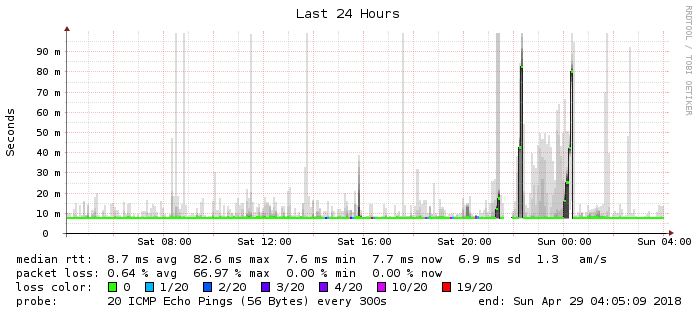 Last 24 Hours
RRDTOOL / TOBI OETIKER
Seconds
90 m
80 m
70 m
60 m
50 m
40 m
30 m
20 m
10 m
0
Sat 08:00 Sat 12:00 Sat 16:00 Sat 20:00 Sun 00:00 Sun 04:00
median rtt: 8.7 ms avg 82.6 ms max 7.6 ms min 7.7 ms now 6.9 ms sd 1.3 am/s
packet loss: 0.64 % avg 66.97 % max 0.00 % min 0.00 % now
loss color: 0 1/20 2/20 3/20 4/20 10/20 19/20
probe: 20 ICMP Echo Pings (56 Bytes) every 300s end: Sun Apr 29 04:05:09 2018